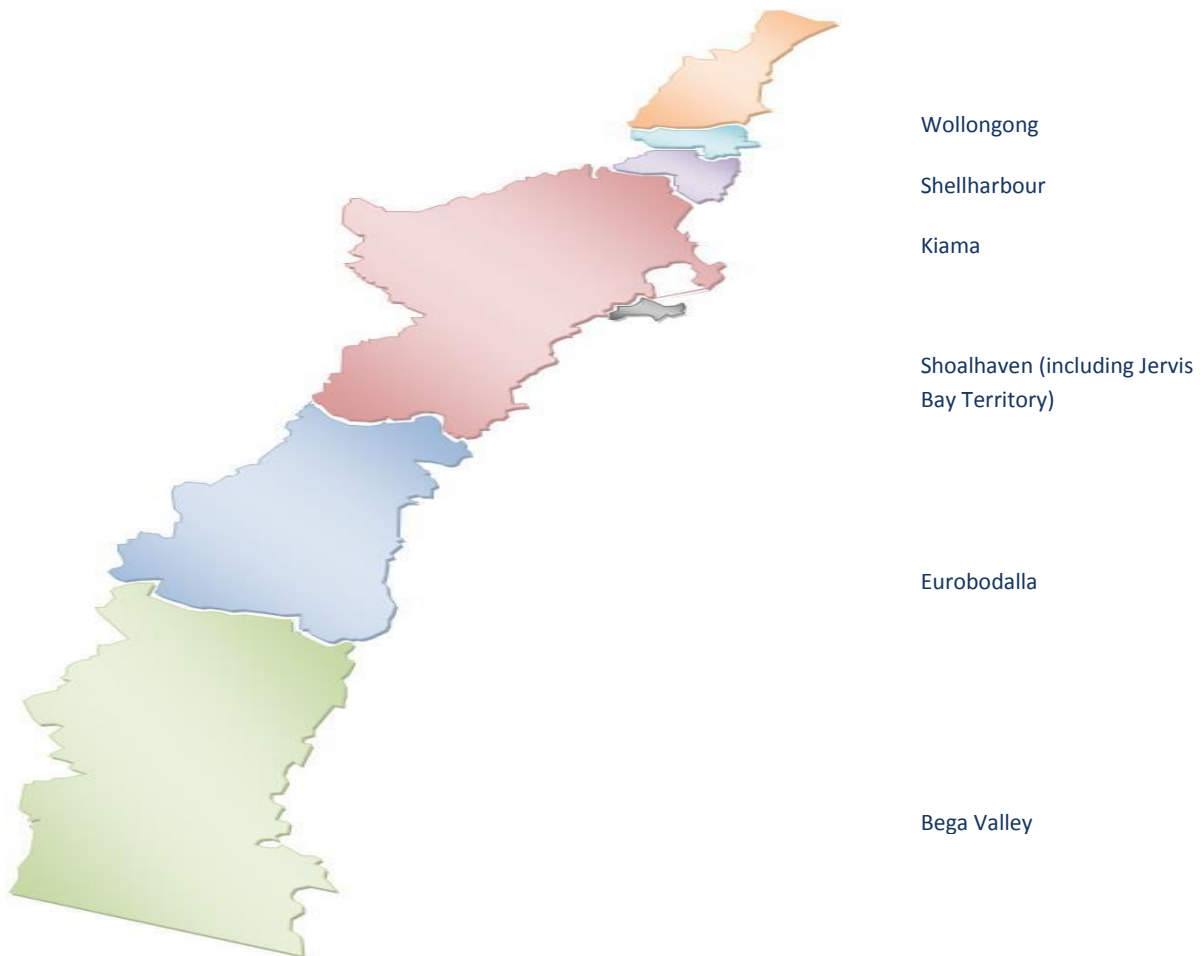 Wollongong
Shellharbour
Kiama
Shoalhaven (including Jervis
Bay Territory)
Eurobodalla
Bega Valley